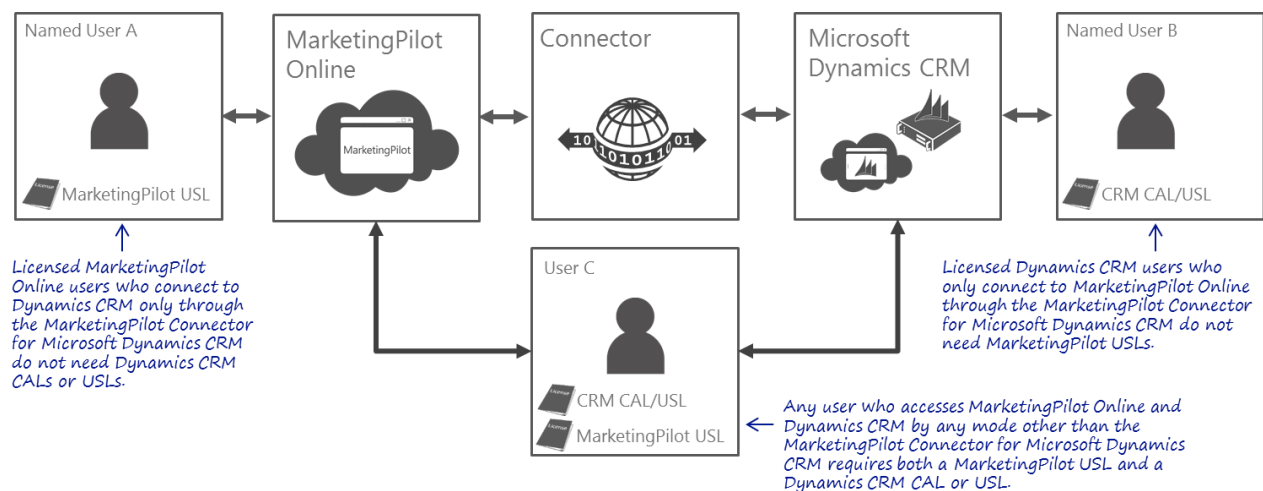 Named User A
MarketingPilot
Online
Connector
Microsoft
Dynamics CRM
Named User B
MarketingPilot
10110101100101
License
MarketingPilot USL
License
CRM CAL/USL
Licensed MarketingPilot
Online users who connect to
Dynamics CRM only through
the MarketingPilot Connector
for Microsoft Dynamics CRM
do not need Dynamics CRM
CALs or USLs.
User C
License
CRM CAL/USL
License
MarketingPilot USL
Licensed Dynamics CRM users who
only connect to MarketingPilot Online
through the MarketingPilot Connector
for Microsoft Dynamics CRM do not
need MarketingPilot USLs.
Any user who accesses MarketingPilot Online and
Dynamics CRM by any mode other than the
MarketingPilot Connector for Microsoft Dynamics
CRM requires both a MarketingPilot USL and a
Dynamics CRM CAL or USL.